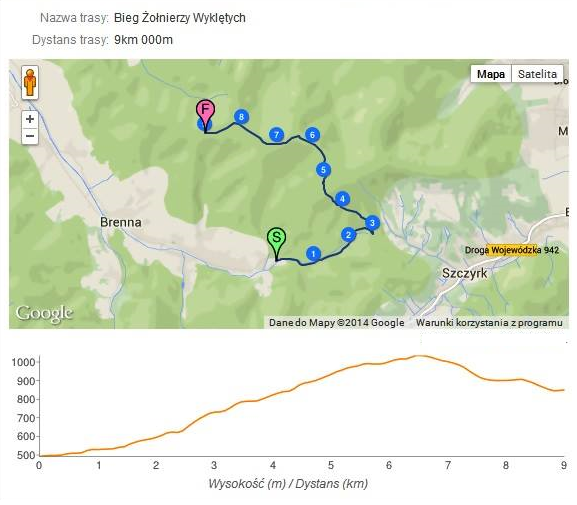 Nazwa trasy: Bieg Żołnierzy Wyklętych
Dystans trasy: 9km 000m
Mapa Satelita
F
8
7
6
5
4
3
2
S
1
+
−
M
B
Brenna
Droga Wojewódzka 942
Szczyrk
Google
Dane do Mapy ©2014 Google Warunki korzystania z programu
1000
900
800
700
600
500
0 1 2 3 4 5 6 7 8 9
Wysokość (m) / Dystans (km)